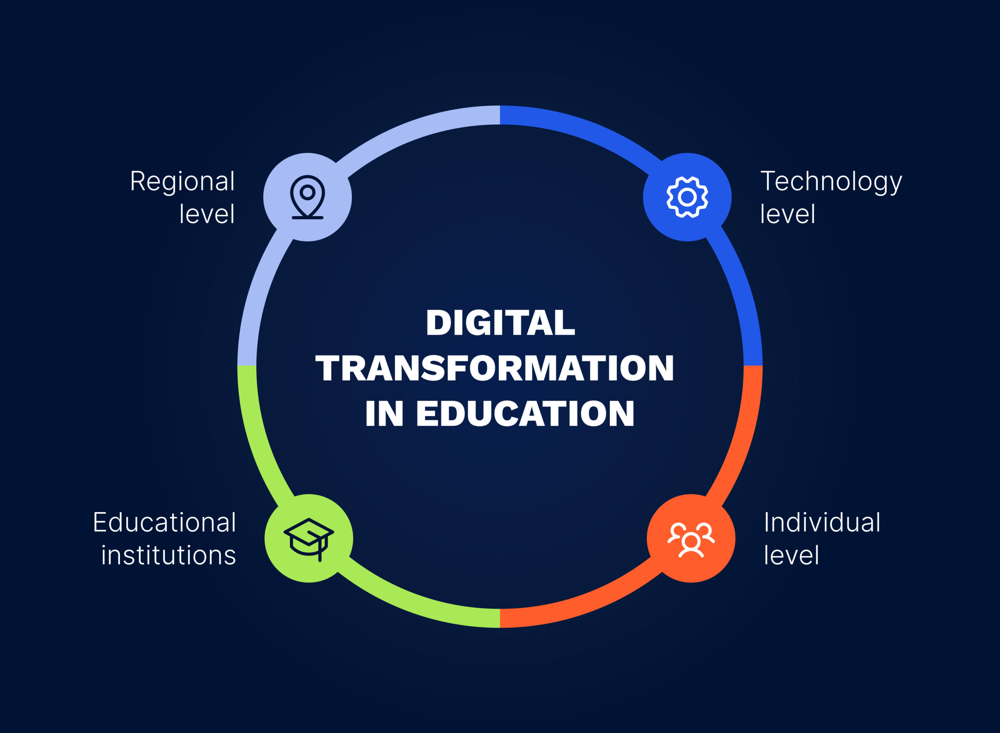 Regional
level
Technology
level
DIGITAL
TRANSFORMATION
IN EDUCATION
Educational
institutions
Individual
level